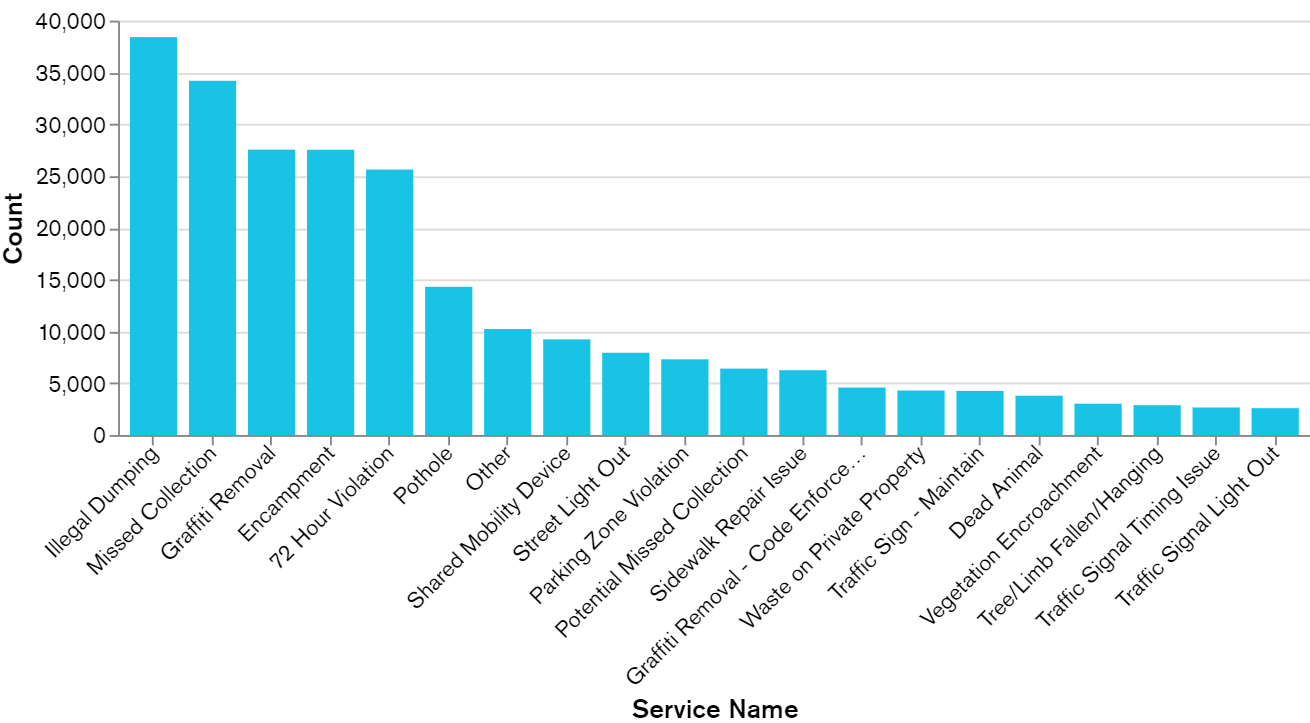 40,000
35,000
30,000
25,000
20,000
15,000
10,000
5,000
0
Count
Illegal Dumping
Missed Collection
Graffiti Removal
Encampment
72 Hour Violation
Pothole
Other
Shared Mobility Device
Street Light Out
Parking Zone Violation
Potential Missed Collection
Sidewalk Repair Issue
Graffiti Removal - Code Enforce…
Waste on Private Property
Traffic Sign - Maintain
Dead Animal
Vegetation Encroachment
Tree/Limb Fallen/Hanging
Traffic Signal Timing Issue
Traffic Signal Light Out
Service Name